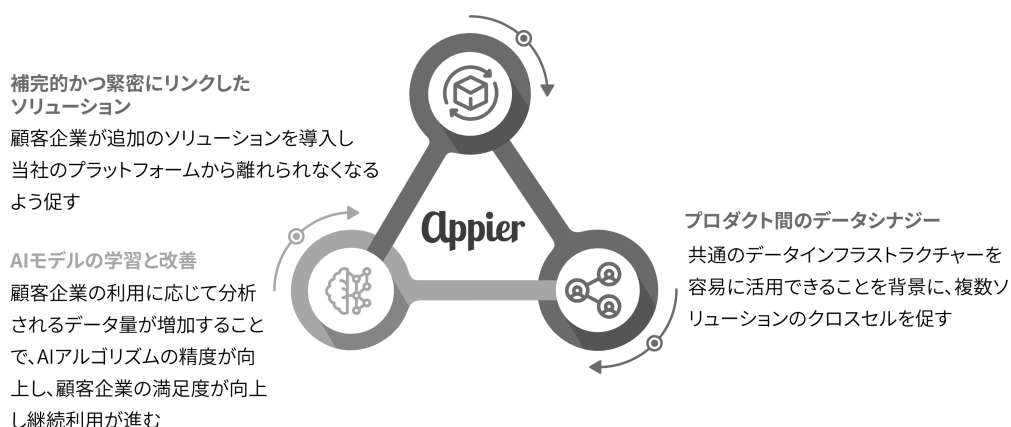 補完的かつ緊密にリンクした
ソリューション
顧客企業が追加のソリューションを導入し
当社のプラットフォームから離れられなくなる
よう促す
appier
プロダクト間のデータシナジー
共通のデータインフラストラクチャーを
容易に活用できることを背景に、複数ソ
リューションのクロスセルを促す
AIモデルの学習と改善
顧客企業の利用に応じて分析
されるデータ量が増加すること
で、AIアルゴリズムの精度が向
上し、顧客企業の満足度が向上
し継続利用が進む